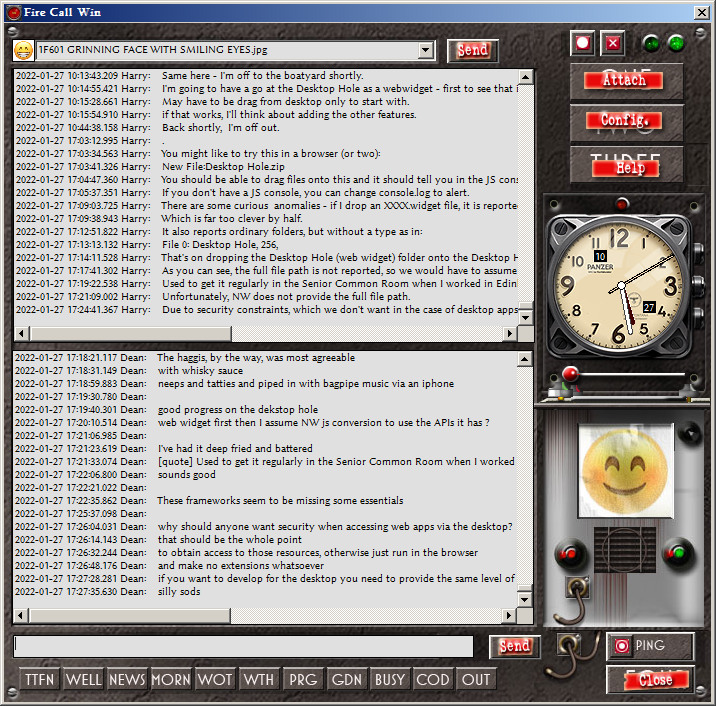 Fire Call Win
1F601 GRINNING FACE WITH SMILING EYES.jpg
Send
Attach
Config.
Help
2022-01-27 10:13:43.209 Harry: Same here - I'm off to the boatyard shortly.
2022-01-27 10:14:55.421 Harry: I'm going to have a go at the Desktop Hole as a webwidget - first to see that i
2022-01-27 10:15:28.661 Harry: May have to be drag from desktop only to start with.
2022-01-27 10:15:54.910 Harry: if that works, I'll think about adding the other features.
2022-01-27 10:44:38.158 Harry: Back shortly, I'm off out.
2022-01-27 17:03:12.995 Harry: .
2022-01-27 17:03:34.563 Harry: You might like to try this in a browser (or two):
2022-01-27 17:03:41.326 Harry: New File:Desktop Hole.zip
2022-01-27 17:04:47.360 Harry: You should be able to drag files onto this and it should tell you in the JS cons
2022-01-27 17:05:37.351 Harry: If you don't have a JS console, you can change console.log to alert.
2022-01-27 17:09:03.725 Harry: There are some curious anomalies - if I drop an XXXX.widget file, it is reporte
2022-01-27 17:09:38.943 Harry: Which is far too clever by half.
2022-01-27 17:12:51.822 Harry: It also reports ordinary folders, but without a type as in:
2022-01-27 17:13:13.132 Harry: File 0: Desktop Hole, 256,
2022-01-27 17:14:11.528 Harry: That's on dropping the Desktop Hole (web widget) folder onto the Desktop H
2022-01-27 17:17:41.302 Harry: As you can see, the full file path is not reported, so we would have to assume
2022-01-27 17:19:22.538 Harry: Used to get it regularly in the Senior Common Room when I worked in Edin
2022-01-27 17:21:09.002 Harry: Unfortunately, NW does not provide the full file path.
2022-01-27 17:24:41.367 Harry: Due to security constraints, which we don't want in the case of desktop apps
10 11 12 1 2 3 4 5 6 7 8 9
10
PANZER
27
2022-01-27 17:18:21.117 Dean: The haggis, by the way, was most agreeable
2022-01-27 17:18:31.149 Dean: with whisky sauce
2022-01-27 17:18:59.883 Dean: neeps and tatties and piped in with bagpipe music via an iphone
2022-01-27 17:19:30.780 Dean:
2022-01-27 17:19:40.301 Dean: good progress on the dekstop hole
2022-01-27 17:20:10.514 Dean: web widget first then I assume NW js conversion to use the APIs it has ?
2022-01-27 17:21:06.985 Dean:
2022-01-27 17:21:23.619 Dean: I've had it deep fried and battered
2022-01-27 17:21:33.074 Dean: [quote] Used to get it regularly in the Senior Common Room when I worked
2022-01-27 17:22:06.800 Dean: sounds good
2022-01-27 17:22:21.022 Dean:
2022-01-27 17:22:35.862 Dean: These frameworks seem to be missing some essentials
2022-01-27 17:25:37.098 Dean:
2022-01-27 17:26:04.031 Dean: why should anyone want security when accessing web apps via the desktop?
2022-01-27 17:26:14.143 Dean: that should be the whole point
2022-01-27 17:26:32.244 Dean: to obtain access to those resources, otherwise just run in the browser
2022-01-27 17:26:48.176 Dean: and make no exemptions whatsoever
2022-01-27 17:27:28.281 Dean: if you want to develop for the desktop you need to provide the same level of
2022-01-27 17:27:35.630 Dean: silly sods
Send
PING
TTFN WELL NEWS MORN WOT WTH PRG GDN BUSY COD OUT
Close